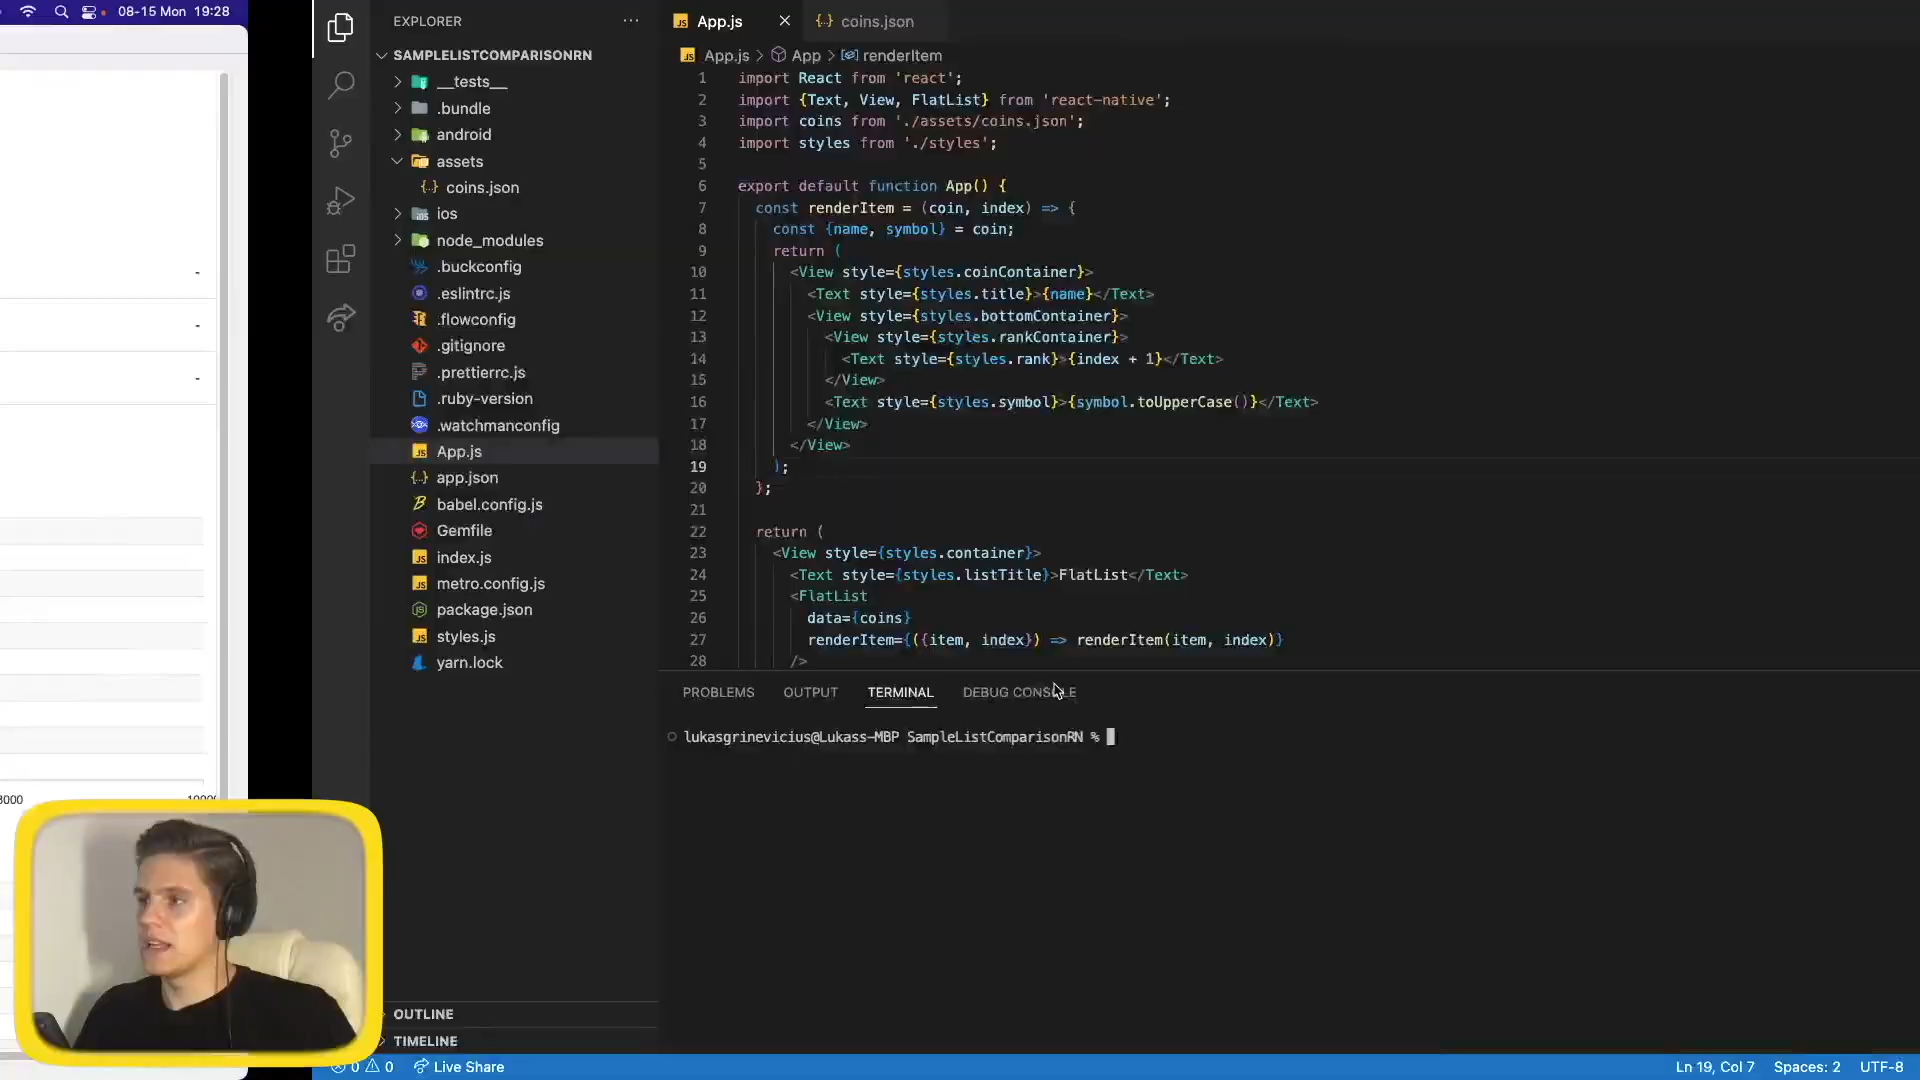 08-15 Mon 19:28
-
-
-
3000
EXPLORER
SAMPLELISTCOMPARISONRN
__tests__
.bundle
android
assets
coins.json
ios
node_modules
.buckconfig
.eslintrc.js
.flowconfig
.gitignore
.prettierrc.js
.ruby-version
.watchmanconfig
App.js
app.json
babel.config.js
Gemfile
index.js
metro.config.js
package.json
styles.js
yarn.lock
OUTLINE
TIMELINE
App.js coins.json
App.js > App > renderItem
1 import React from 'react';
2 import {Text, View, FlatList} from 'react-native';
3 import coins from './assets/coins.json';
4 import styles from './styles';
5
6 export default function App() {
7 const renderItem = (coin, index) => {
8 const {name, symbol} = coin;
9 return (
10 <View style={styles.coinContainer}>
11 <Text style={styles.title}>{name}</Text>
12 <View style={styles.bottomContainer}>
13 <View style={styles.rankContainer}>
14 <Text style={styles.rank}>{index + 1}</Text>
15 </View>
16 <Text style={styles.symbol}>{symbol.toUpperCase()}</Text>
17 </View>
18 </View>
19 );
20 };
21
22 return (
23 <View style={styles.container}>
24 <Text style={styles.listTitle}>FlatList</Text>
25 <FlatList
26 data={coins}
27 renderItem={({item, index}) => renderItem(item, index)}
28 />
PROBLEMS OUTPUT TERMINAL DEBUG CONSOLE
lukasgrinevicius@Lukass-MBP SampleListComparisonRN %
0 0 Live Share
Ln 19, Col 7 Spaces: 2 UTF-8